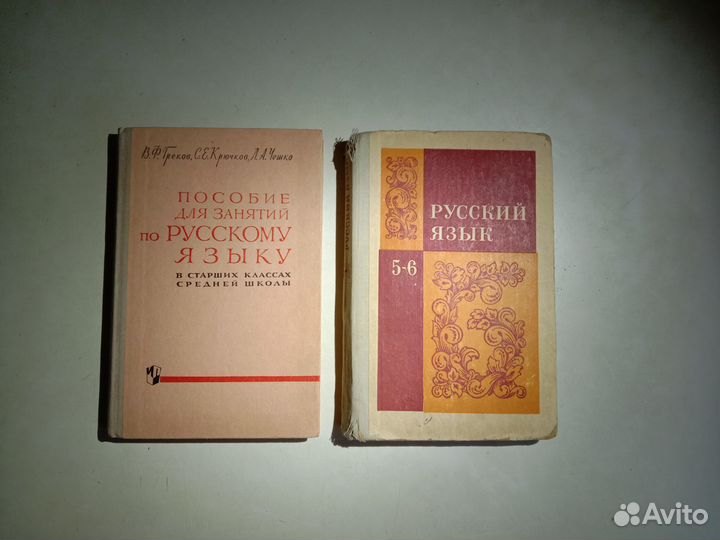 В.Ф.Греков, С.Е.Крючков, Л.А.Чешко
ПОСОБИЕ
ДЛЯ ЗАНЯТИЙ
ПО РУССКОМУ
ЯЗЫКУ
В СТАРШИХ КЛАССАХ
СРЕДНЕЙ ШКОЛЫ
РУССКИЙ
ЯЗЫК
5-6
Avito